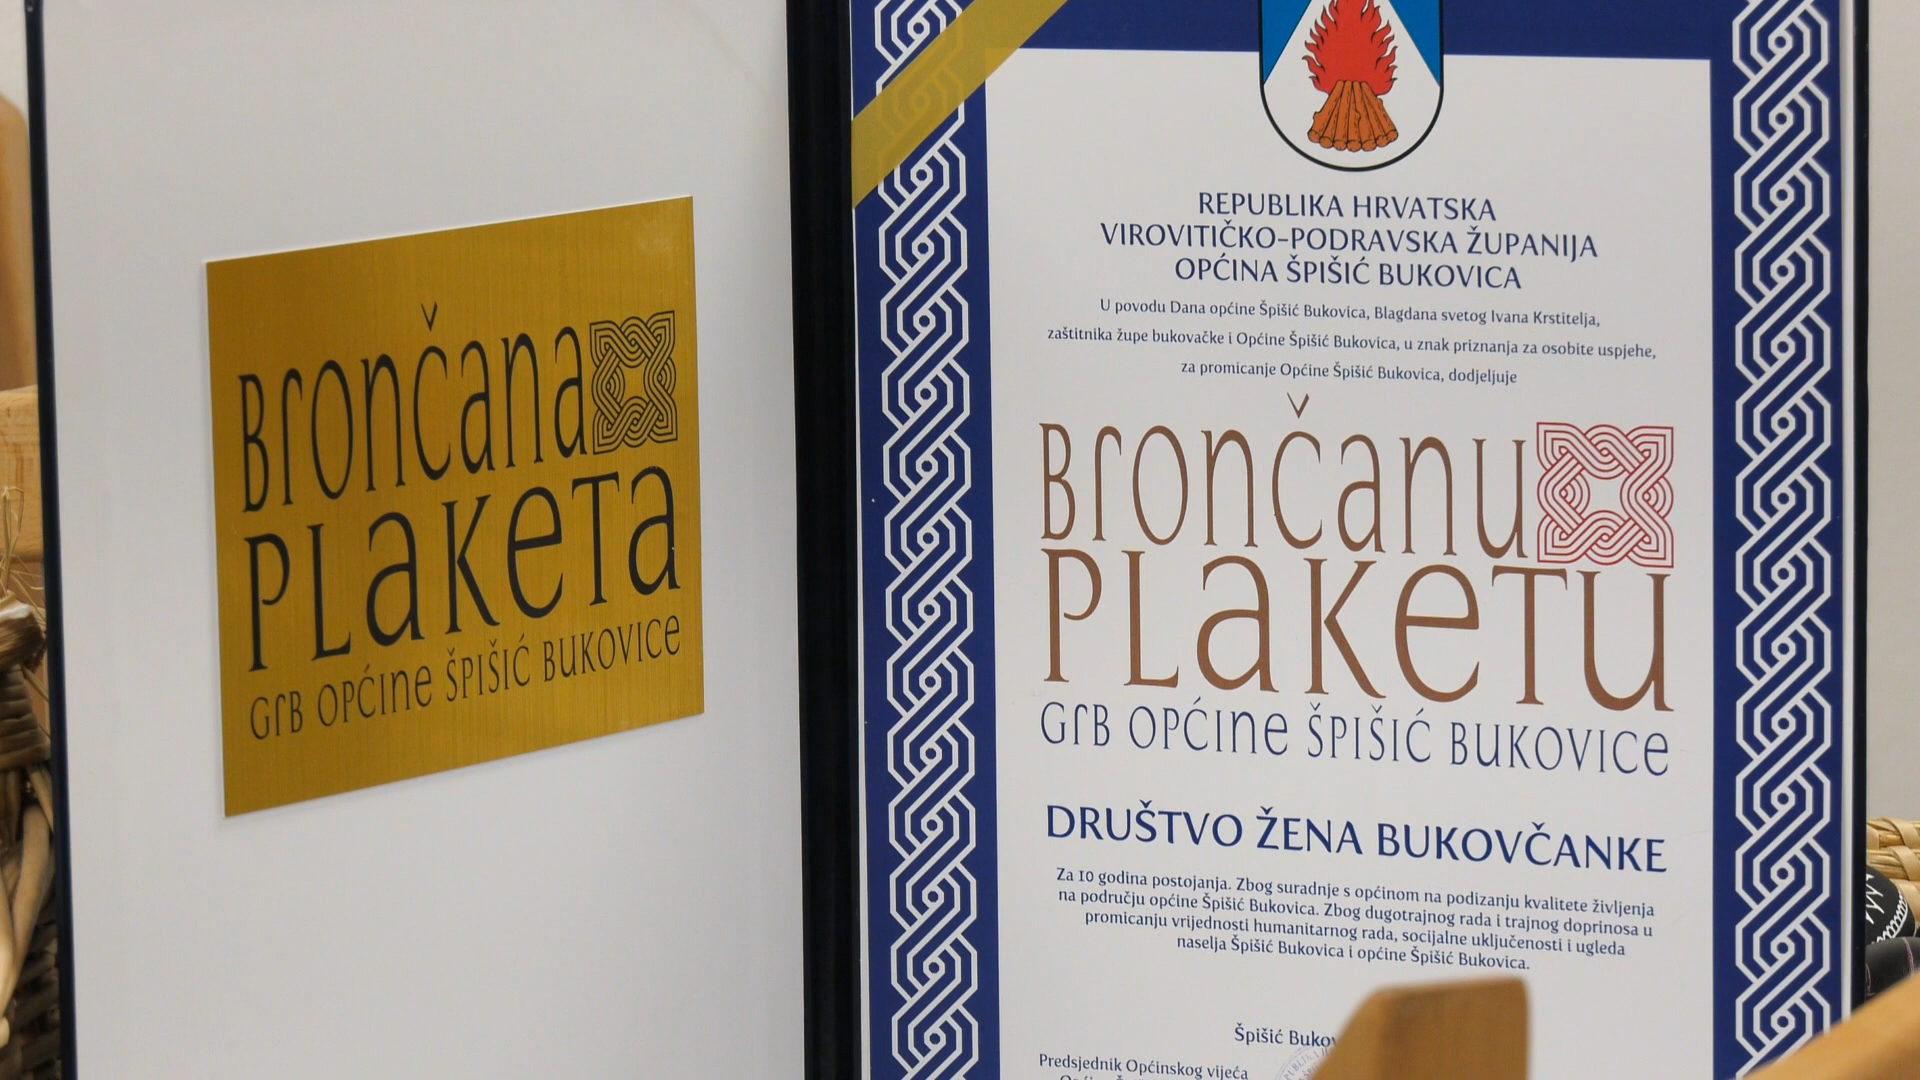 Brončana
Plaketa
Grb Općine Špišić Bukovice
REPUBLIKA HRVATSKA
VIROVITIČKO-PODRAVSKA ŽUPANIJA
OPĆINA ŠPIŠIĆ BUKOVICA
U povodu Dana općine Špišić Bukovica, Blagdana svetog Ivana Krstitelja,
zaštitnika župe bukovačke i Općine Špišić Bukovica, u znak priznanja za osobite uspjehe,
za promicanje Općine Špišić Bukovica, dodjeljuje
Brončanu
Plaketu
Grb Općine Špišić Bukovice
DRUŠTVO ŽENA BUKOVČANKE
Za 10 godina postojanja. Zbog suradnje s općinom na podizanju kvalitete življenja
na području općine Špišić Bukovica. Zbog dugotrajnog rada i trajnog doprinosa u
promicanju vrijednosti humanitarnog rada, socijalne uključenosti i ugleda
naselja Špišić Bukovica i općine Špišić Bukovica.
Špišić
Predsjednik Općinskog vijeća